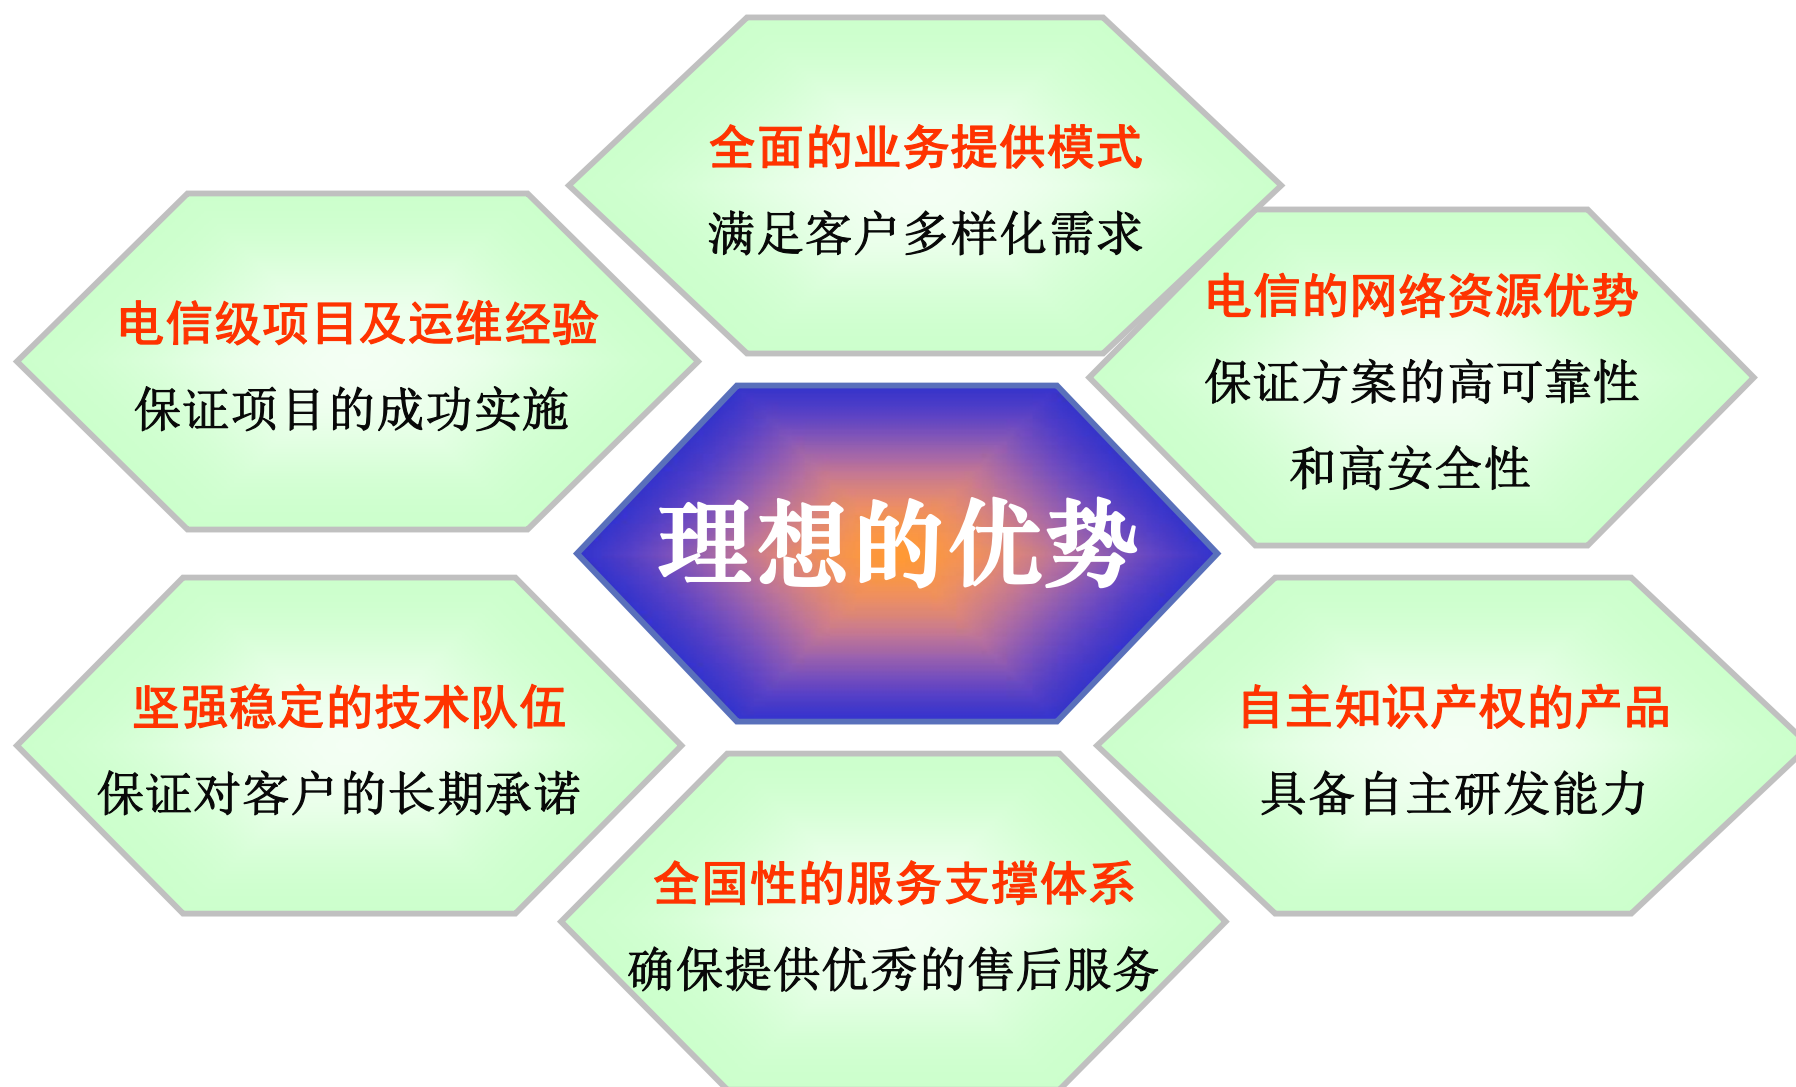 全面的业务提供模式
满足客户多样化需求
电信级项目及运维经验
保证项目的成功实施
电信的网络资源优势
保证方案的高可靠性
和高安全性
理想的优势
坚强稳定的技术队伍
保证对客户的长期承诺
自主知识产权的产品
具备自主研发能力
全国性的服务支撑体系
确保提供优秀的售后服务